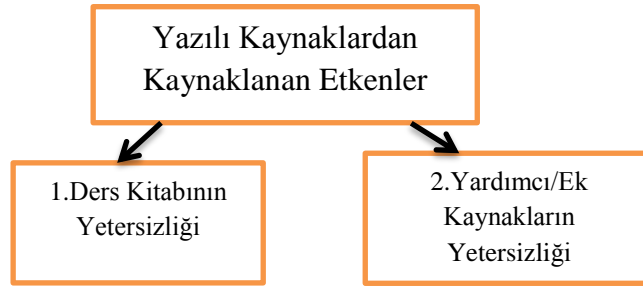 Yazılı Kaynaklardan
Kaynaklanan Etkenler
1.Ders Kitabının
Yetersizliği
2.Yardımcı/Ek
Kaynakların
Yetersizliği